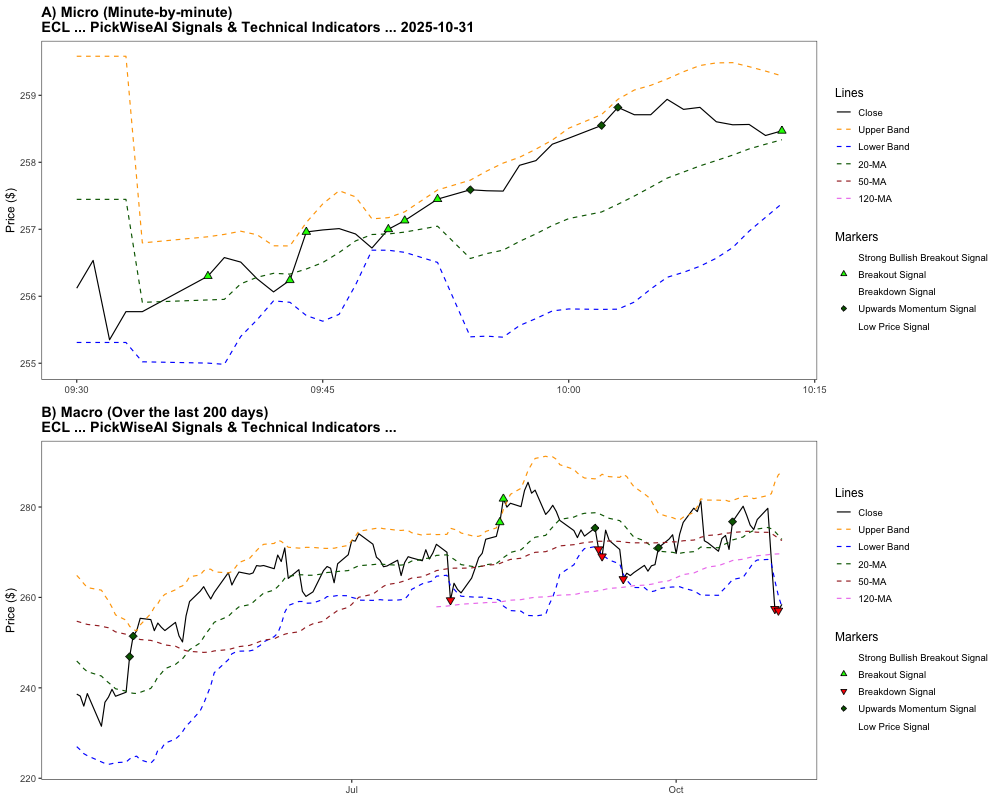 A) Micro (Minute-by-minute)
ECL ... PickWiseAI Signals & Technical Indicators ... 2025-10-31
Price ($)
259
258
257
256
255
09:30
09:45
10:00
10:15
Lines
Close
Upper Band
Lower Band
20-MA
50-MA
120-MA
Markers
Strong Bullish Breakout Signal
Breakout Signal
Breakdown Signal
Upwards Momentum Signal
Low Price Signal
B) Macro (Over the last 200 days)
ECL ... PickWiseAI Signals & Technical Indicators ...
Price ($)
280
260
240
220
Jul
Oct
Lines
Close
Upper Band
Lower Band
20-MA
50-MA
120-MA
Markers
Strong Bullish Breakout Signal
Breakout Signal
Breakdown Signal
Upwards Momentum Signal
Low Price Signal